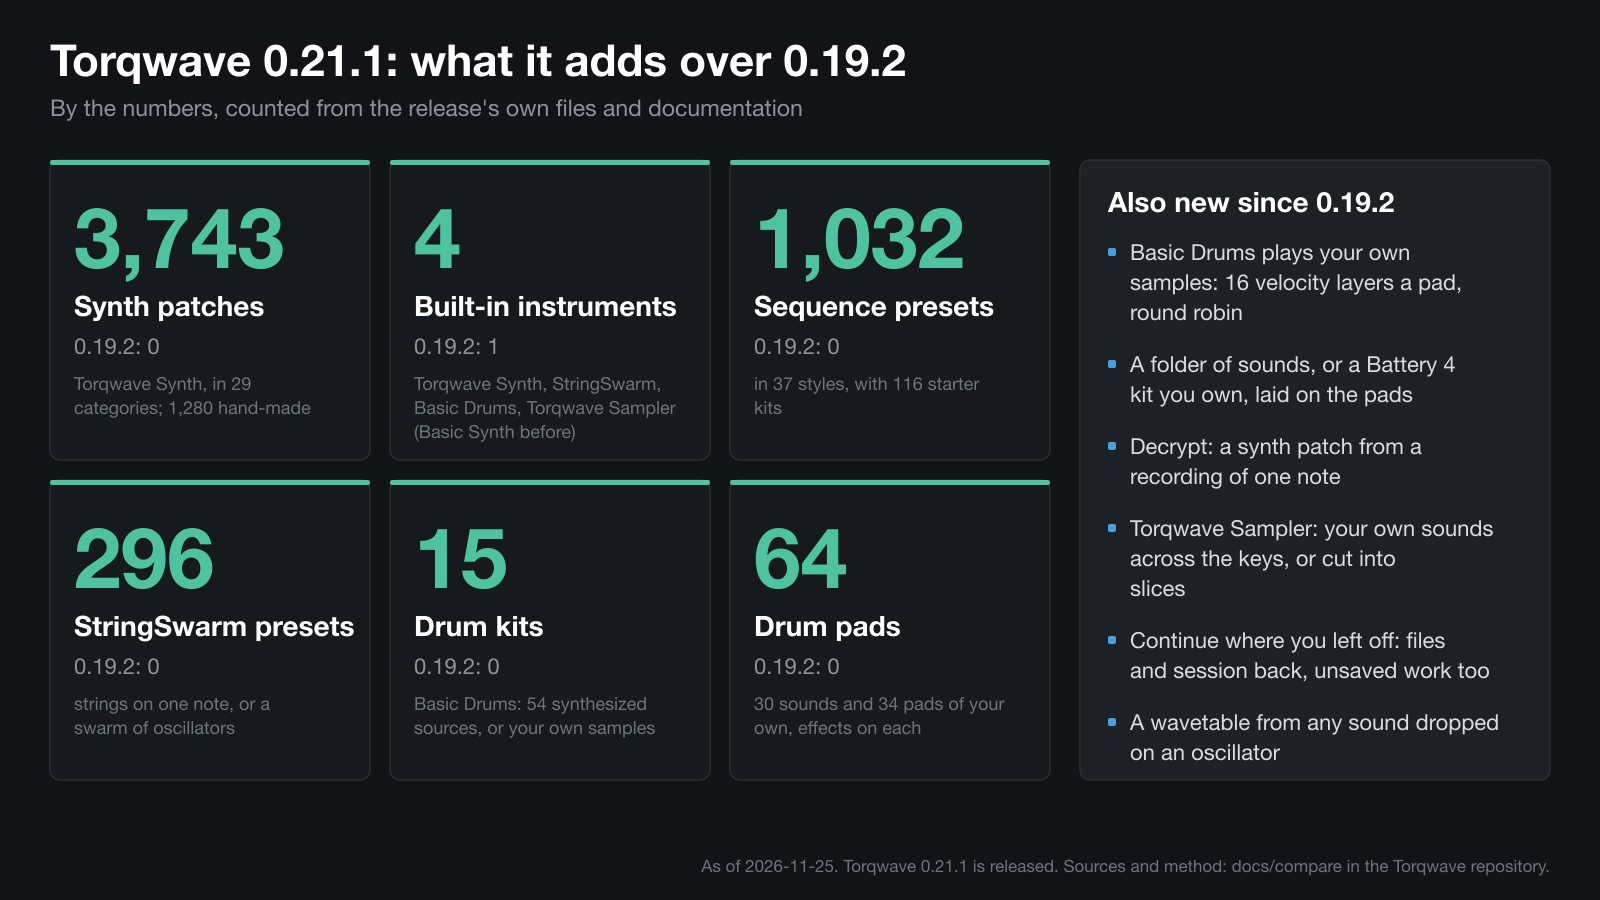 Torqwave 0.21.1: what it adds over 0.19.2
By the numbers, counted from the release's own files and documentation
3,743
Synth patches
0.19.2: 0
Torqwave Synth, in 29
categories; 1,280 hand-made
4
Built-in instruments
0.19.2: 1
Torqwave Synth, StringSwarm,
Basic Drums, Torqwave Sampler
(Basic Synth before)
1,032
Sequence presets
0.19.2: 0
in 37 styles, with 116 starter
kits
296
StringSwarm presets
0.19.2: 0
strings on one note, or a
swarm of oscillators
15
Drum kits
0.19.2: 0
Basic Drums: 54 synthesized
sources, or your own samples
64
Drum pads
0.19.2: 0
30 sounds and 34 pads of your
own, effects on each
Also new since 0.19.2
Basic Drums plays your own
samples: 16 velocity layers a pad,
round robin
A folder of sounds, or a Battery 4
kit you own, laid on the pads
Decrypt: a synth patch from a
recording of one note
Torqwave Sampler: your own sounds
across the keys, or cut into
slices
Continue where you left off: files
and session back, unsaved work too
A wavetable from any sound dropped
on an oscillator
As of 2026-11-25. Torqwave 0.21.1 is released. Sources and method: docs/compare in the Torqwave repository.